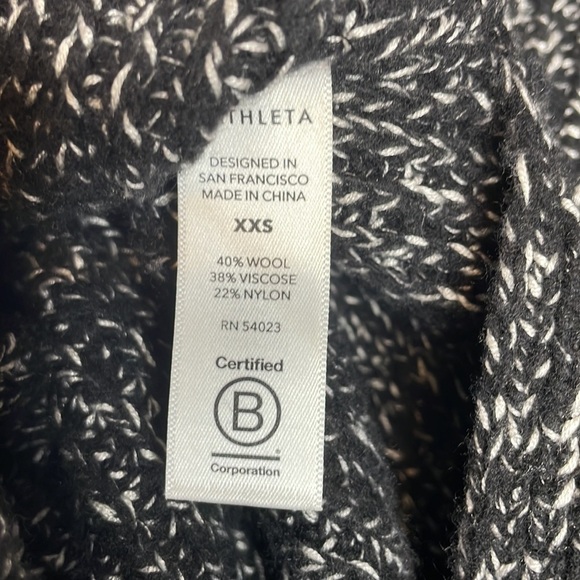 THLETA
DESIGNED IN
SAN FRANCISCO
MADE IN CHINA
XXS
40% WOOL
38% VISCOSE
22% NYLON
RN 54023
Certified
B
Corporation